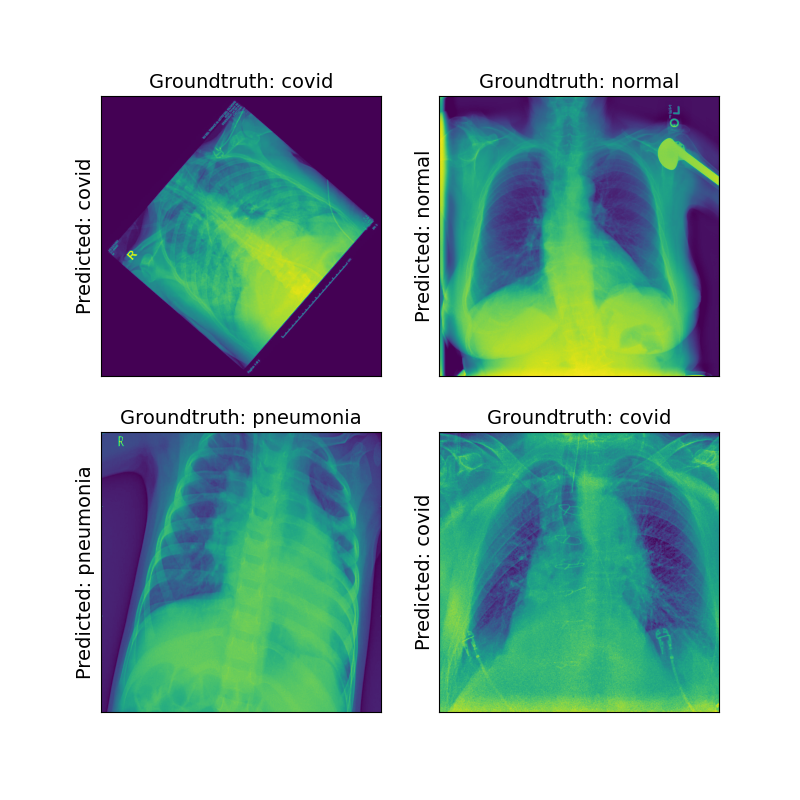 Groundtruth: covid
Predicted: covid
R
Groundtruth: normal
Predicted: normal
Groundtruth: pneumonia
Predicted: pneumonia
R
Groundtruth: covid
Predicted: covid